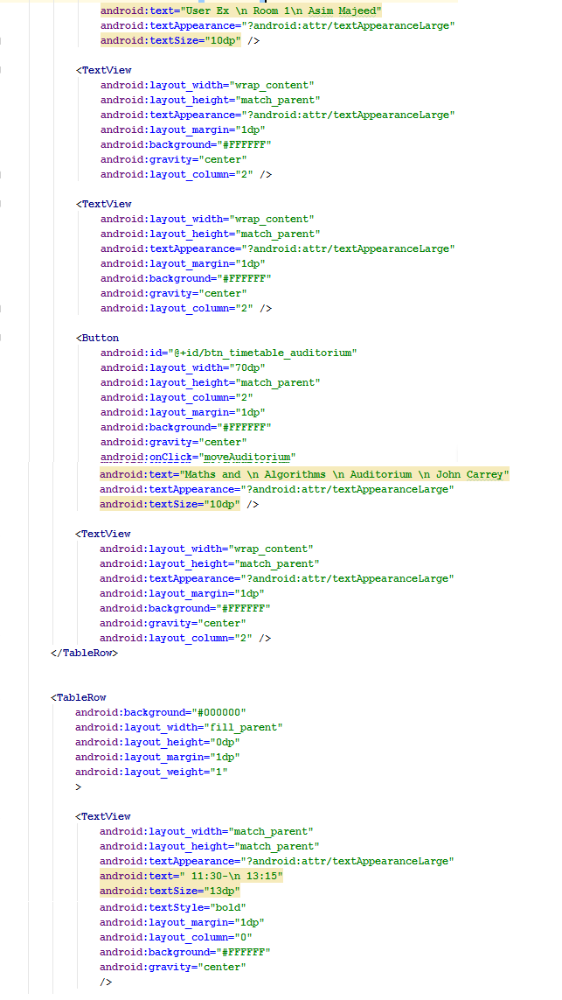 android:text="User Ex \n Room 1\n Asim Majeed"
android:textAppearance="?android:attr/textAppearanceLarge"
android:textSize="10dp" />
<TextView
android:layout_width="wrap_content"
android:layout_height="match_parent"
android:textAppearance="?android:attr/textAppearanceLarge"
android:layout_margin="1dp"
android:background="#FFFFFF"
android:gravity="center"
android:layout_column="2" />
<TextView
android:layout_width="wrap_content"
android:layout_height="match_parent"
android:textAppearance="?android:attr/textAppearanceLarge"
android:layout_margin="1dp"
android:background="#FFFFFF"
android:gravity="center"
android:layout_column="2" />
<Button
android:id="@+id/btn_timetable_auditorium"
android:layout_width="70dp"
android:layout_height="match_parent"
android:layout_column="2"
android:layout_margin="1dp"
android:background="#FFFFFF"
android:gravity="center"
android:onClick="moveAuditorium"
android:text="Maths and \n Algorithms \n Auditorium \n John Carrey"
android:textAppearance="?android:attr/textAppearanceLarge"
android:textSize="10dp" />
<TextView
android:layout_width="wrap_content"
android:layout_height="match_parent"
android:textAppearance="?android:attr/textAppearanceLarge"
android:layout_margin="1dp"
android:background="#FFFFFF"
android:gravity="center"
android:layout_column="2" />
</TableRow>
<TableRow
android:background="#000000"
android:layout_width="fill_parent"
android:layout_height="0dp"
android:layout_margin="1dp"
android:layout_weight="1"
>
<TextView
android:layout_width="match_parent"
android:layout_height="match_parent"
android:textAppearance="?android:attr/textAppearanceLarge"
android:text=" 11:30-\n 13:15"
android:textSize="13dp"
android:textStyle="bold"
android:layout_margin="1dp"
android:layout_column="0"
android:background="#FFFFFF"
android:gravity="center"
/>